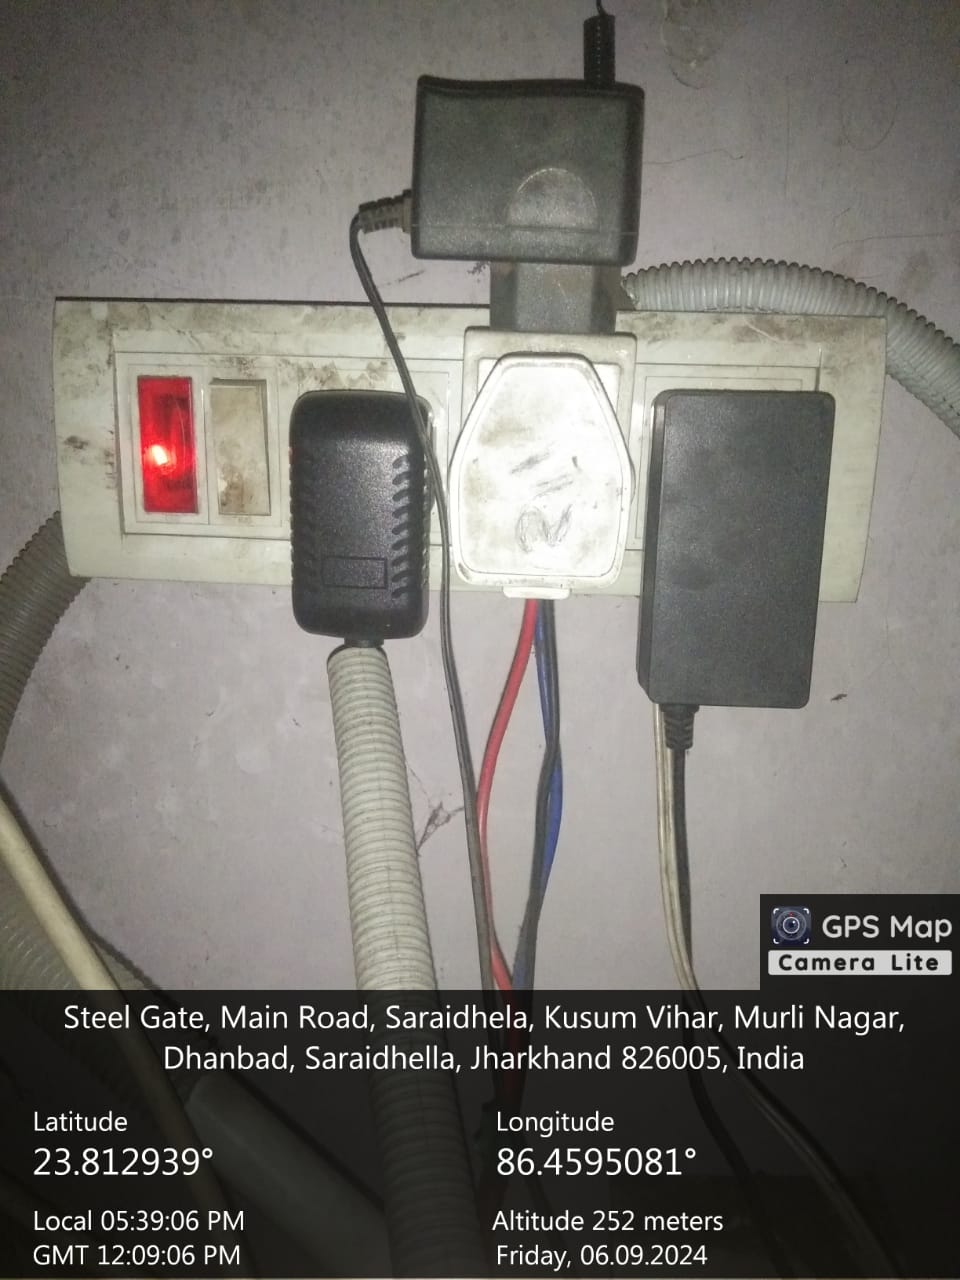 GPS Map
Camera Lite
Steel Gate, Main Road, Saraidhela, Kusum Vihar, Murli Nagar,
Dhanbad, Saraidhella, Jharkhand 826005, India
Latitude
23.812939°
Longitude
86.4595081°
Local 05:39:06 PM
GMT 12:09:06 PM
Altitude 252 meters
Friday, 06.09.2024